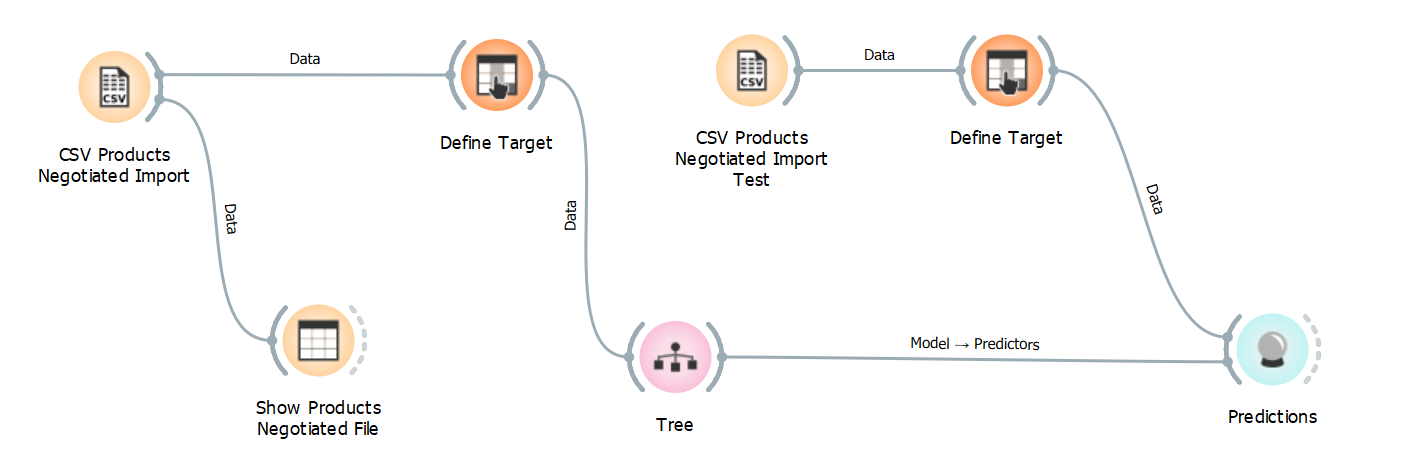 Data
CSV
CSV Products
Negotiated Import
Define Target
Data
CSV
CSV Products
Negotiated Import
Test
Define Target
Data
Data
Data
Show Products
Negotiated File
Tree
Model → Predictors
Predictions